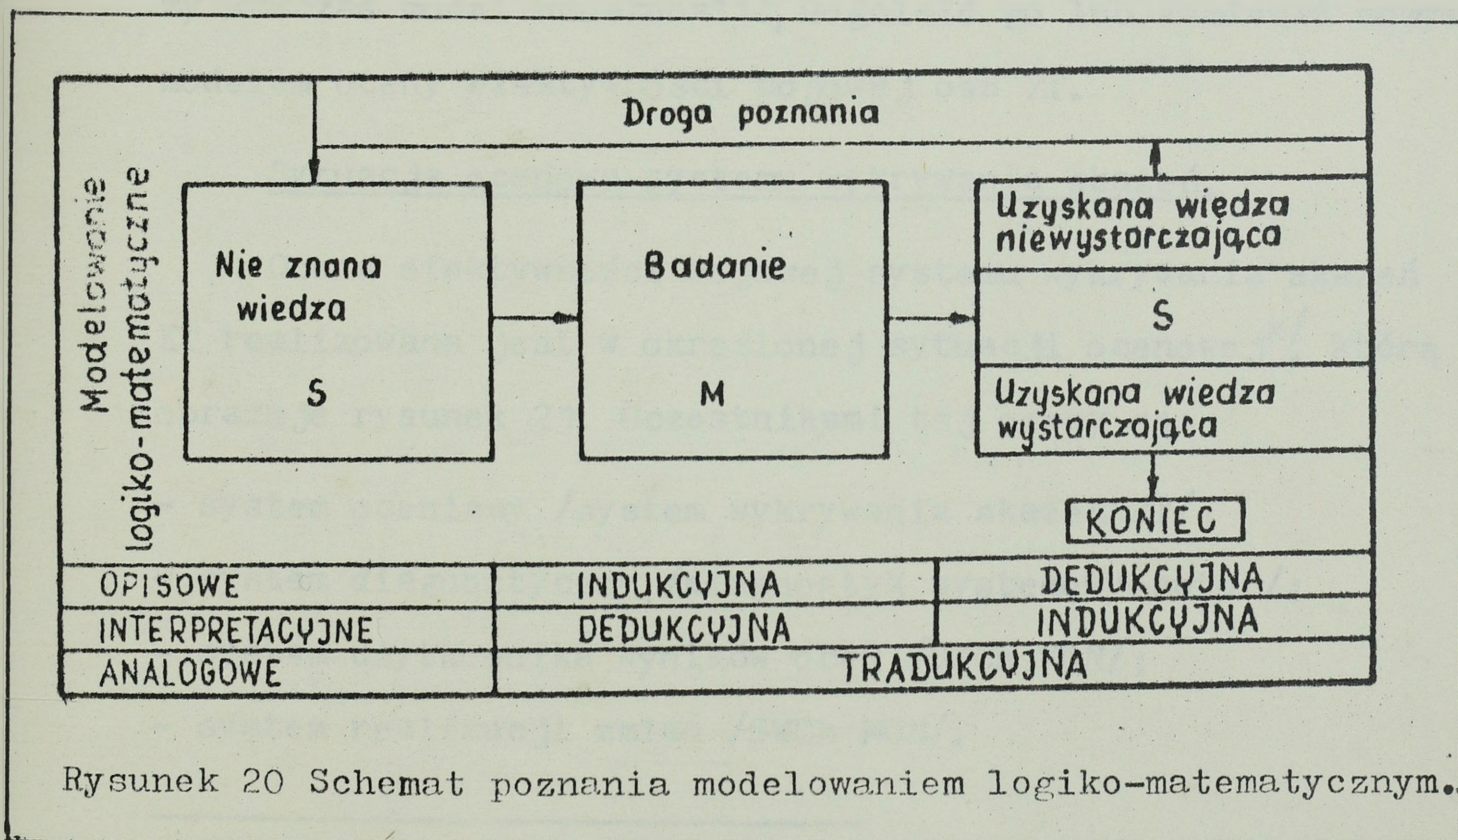 Droga poznania
Modelowanie
logiko-matematyczne
Nie znana
wiedza
S
Badanie
M
Uzyskana wiedza
niewystarczająca
S
Uzyskana wiedza
wystarczająca
KONIEC
OPISOWE INDUKCYJNA DEDUKCYJNA
INTERPRETACYJNE DEDUKCYJNA INDUKCYJNA
ANALOGOWE TRADUKCYJNA
Rysunek 20 Schemat poznania modelowaniem logiko-matematycznym.